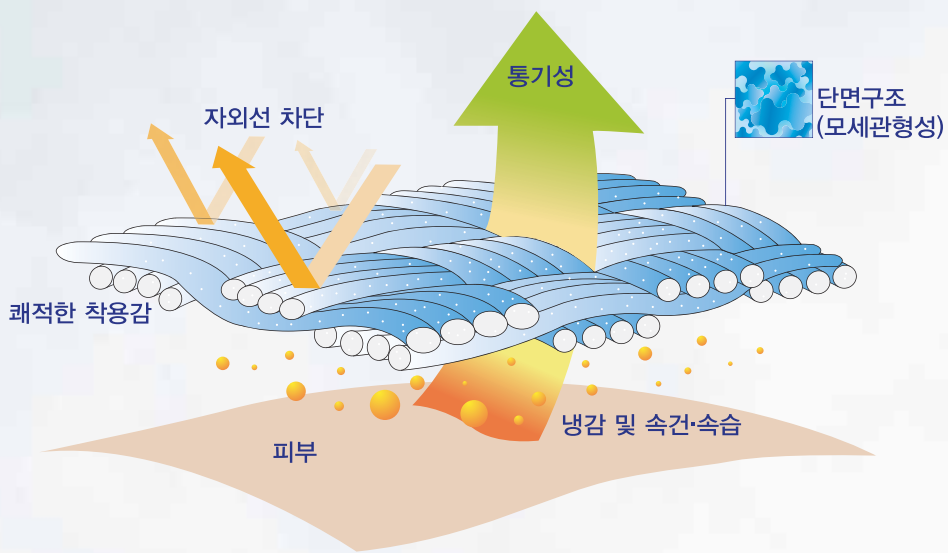 통기성
자외선 차단
단면구조
(모세관형성)
쾌적한 착용감
냉감 및 속건·속습
피부